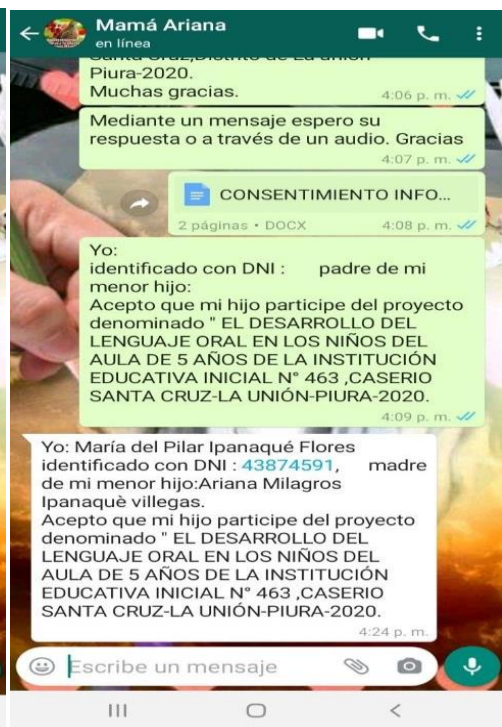 Mamá Ariana
en línea
Santa Cruz,Distrito de La unión
Piura-2020.
Muchas gracias.
4:06 p. m.
Mediante un mensaje espero su
respuesta o a través de un audio. Gracias
4:07 p. m.
CONSENTIMIENTO INFO...
2 páginas • DOCX
4:08 p. m.
Yo:
identificado con DNI : padre de mi
menor hijo:
Acepto que mi hijo participe del proyecto
denominado " EL DESARROLLO DEL
LENGUAJE ORAL EN LOS NIÑOS DEL
AULA DE 5 AÑOS DE LA INSTITUCIÓN
EDUCATIVA INICIAL N° 463 ,CASERIO
SANTA CRUZ-LA UNIÓN-PIURA-2020.
4:09 p. m.
Yo: María del Pilar Ipanaqué Flores
identificado con DNI : 43874591, madre
de mi menor hijo:Ariana Milagros
Ipanaquè villegas.
Acepto que mi hijo participe del proyecto
denominado " EL DESARROLLO DEL
LENGUAJE ORAL EN LOS NIÑOS DEL
AULA DE 5 AÑOS DE LA INSTITUCIÓN
EDUCATIVA INICIAL N° 463 ,CASERIO
SANTA CRUZ-LA UNIÓN-PIURA-2020.
4:24 p. m.
Escribe un mensaje